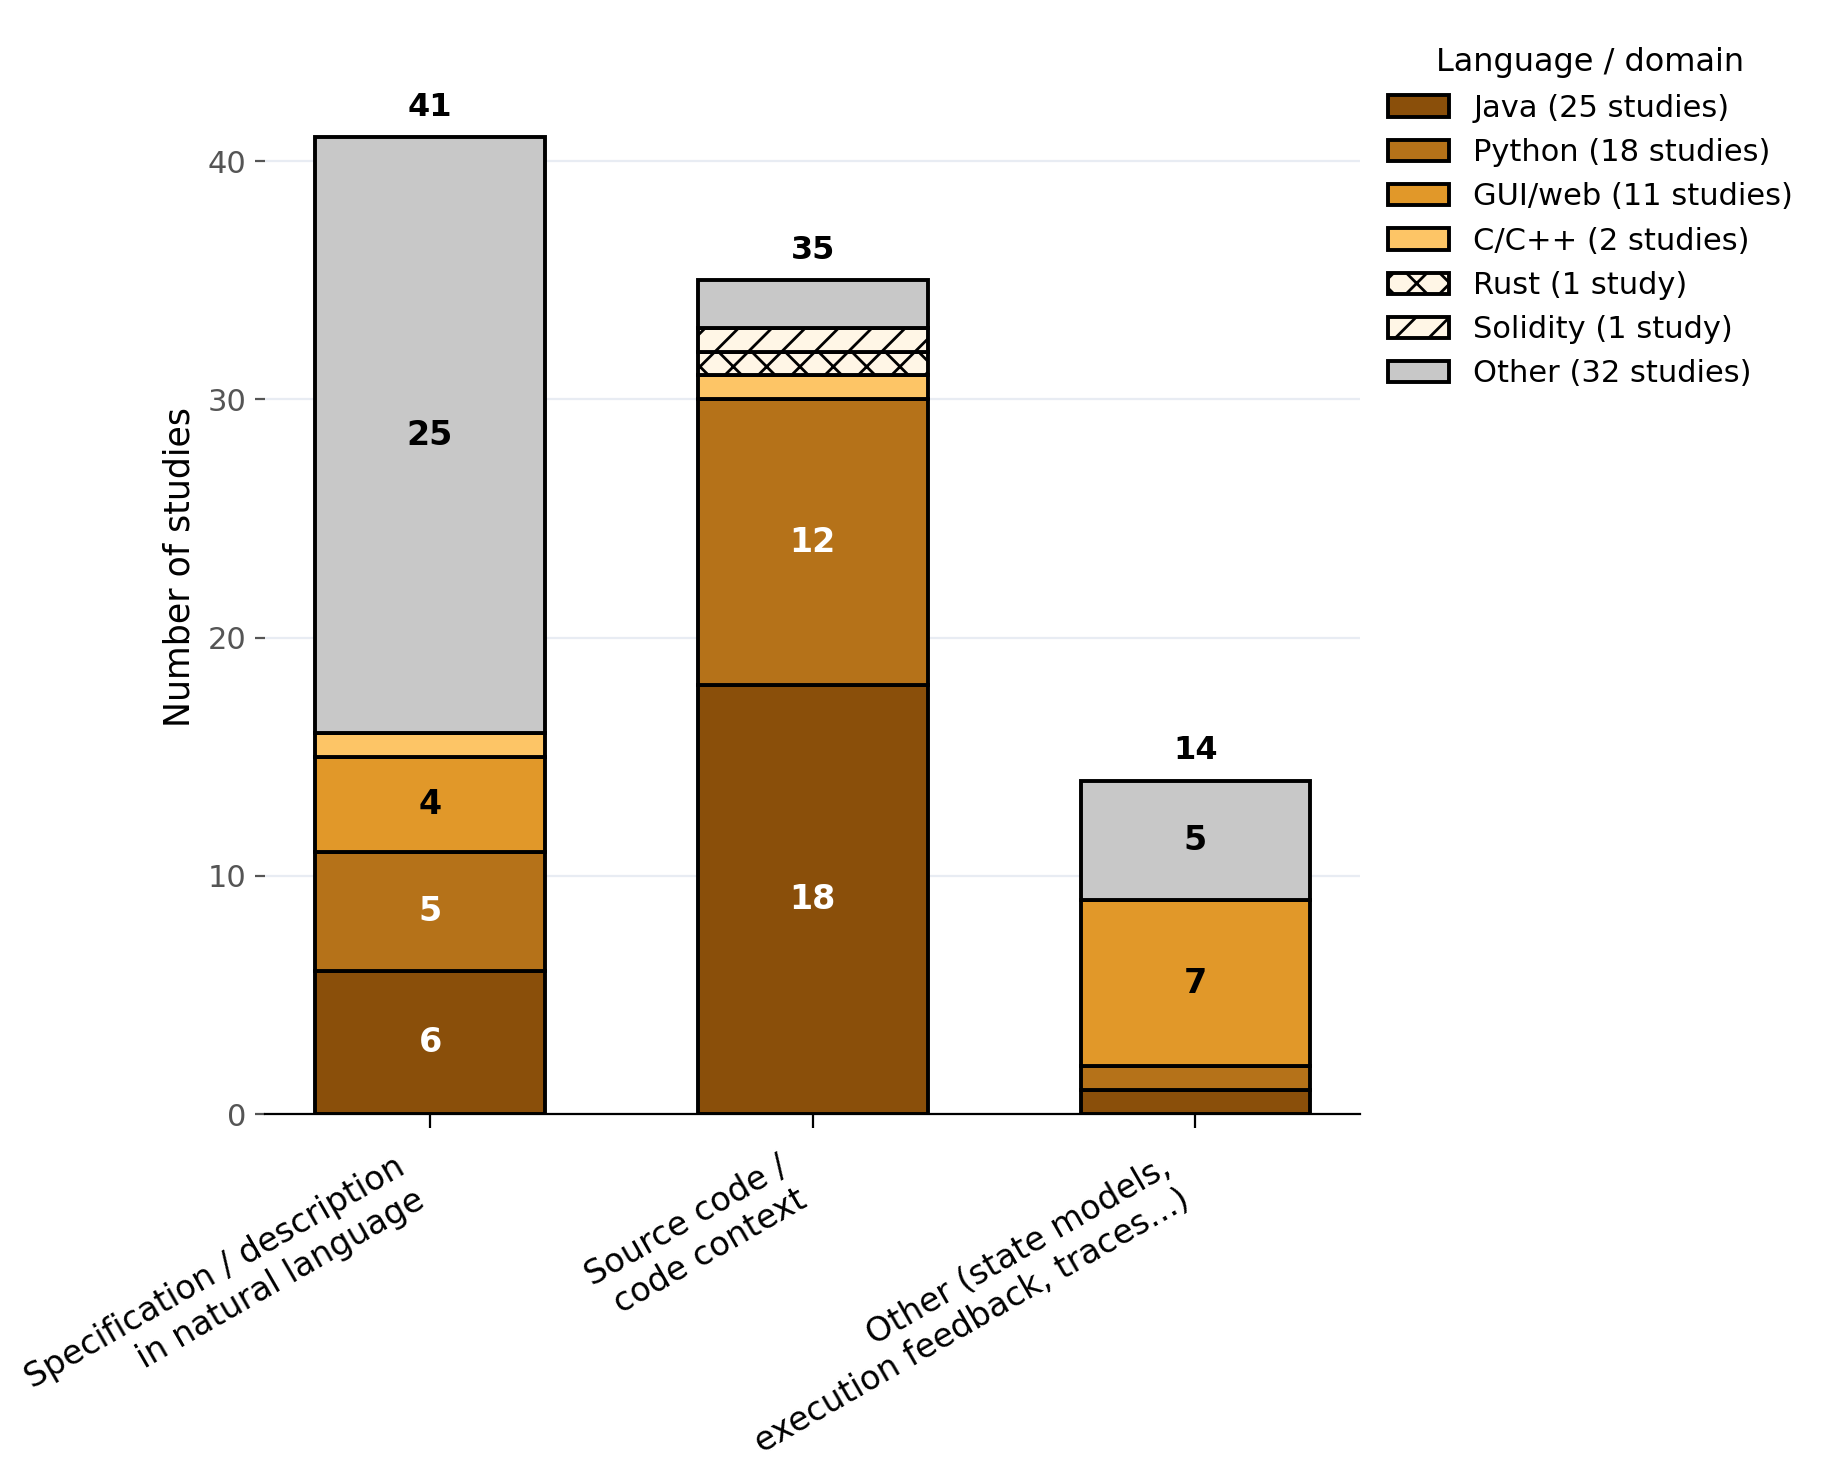 Language / domain
Java (25 studies)
Python (18 studies)
GUI/web (11 studies)
C/C++ (2 studies)
Rust (1 study)
Solidity (1 study)
Other (32 studies)
Number of studies
40
30
20
10
0
41
25
4
5
6
35
12
18
14
5
7
Specification / description
in natural language
Source code /
code context
Other (state models,
execution feedback, traces...)